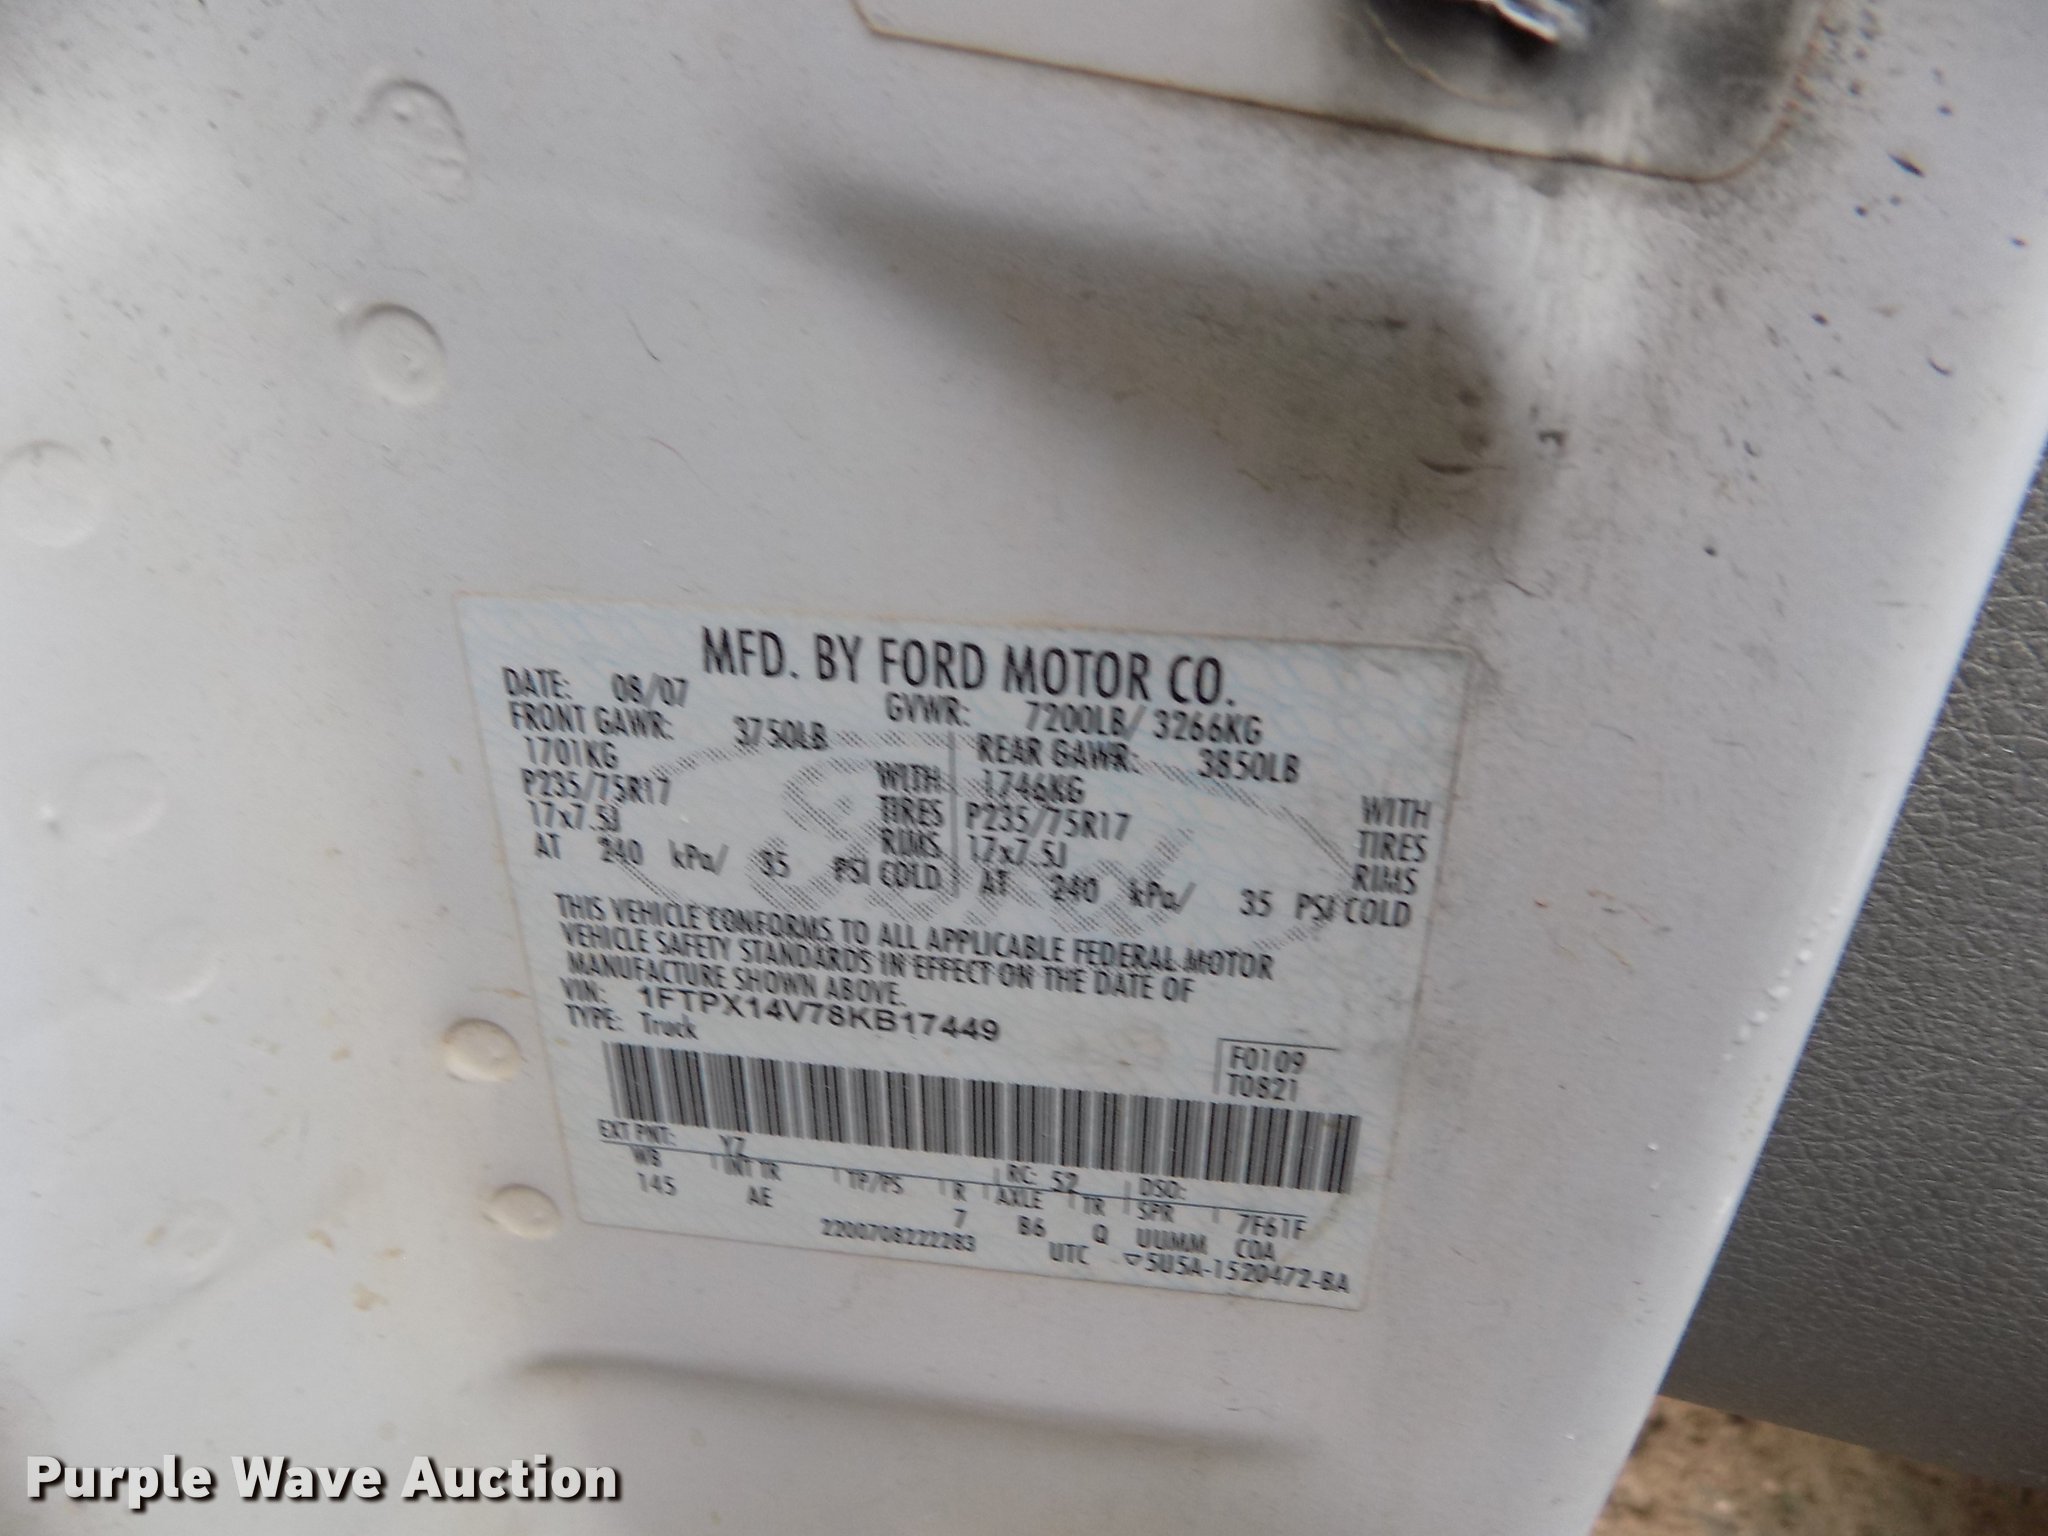 MFD. BY FORD MOTOR CO.
DATE: 08/07 GVWR: 7200LB/ 3266KG
FRONT GAWR: 3750LB REAR GAWR: 3850LB
1701KG WITH 1746KG WITH
P235/75R17 TIRES P235/75R17 TIRES
17x7.5J RIMS 17x7.5J RIMS
AT 240 kPa/ 35 PSI COLD AT 240 kPa/ 35 PSI COLD
THIS VEHICLE CONFORMS TO ALL APPLICABLE FEDERAL MOTOR
VEHICLE SAFETY STANDARDS IN EFFECT ON THE DATE OF
MANUFACTURE SHOWN ABOVE.
VIN: 1FTPX14V78KB17449
TYPE: Truck
F0109
T0821
EXT PNT: YZ RC: 52 DSO:
WB INT TR TP/PS R AXLE TR SPR 7F61F
145 AE 7 B6 Q UUMM COA
2200708222283 UTC ▽5U5A-1520472-BA
Ford
Purple Wave Auction